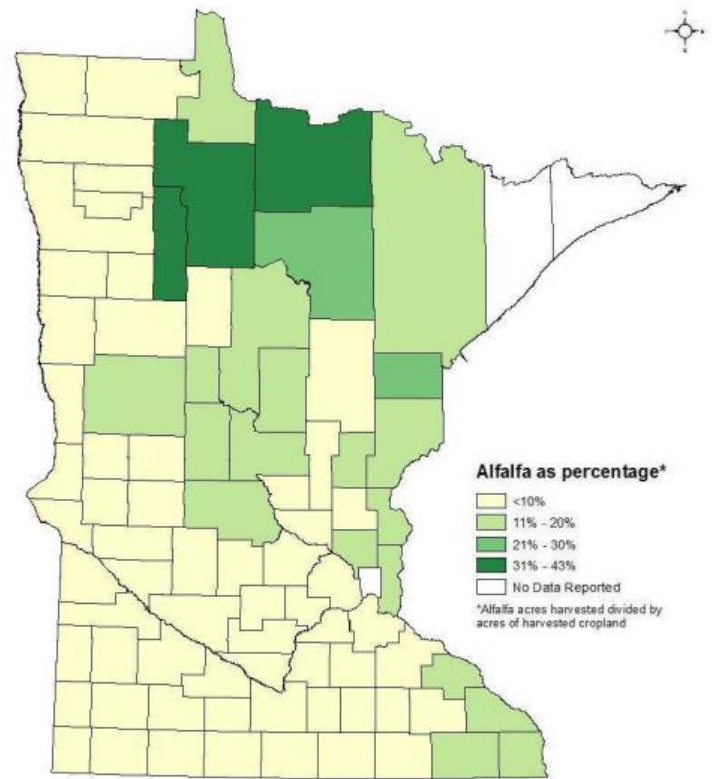 Alfalfa as percentage*
<10%
11% - 20%
21% - 30%
31% - 43%
No Data Reported
*Alfalfa acres harvested divided by
acres of harvested cropland